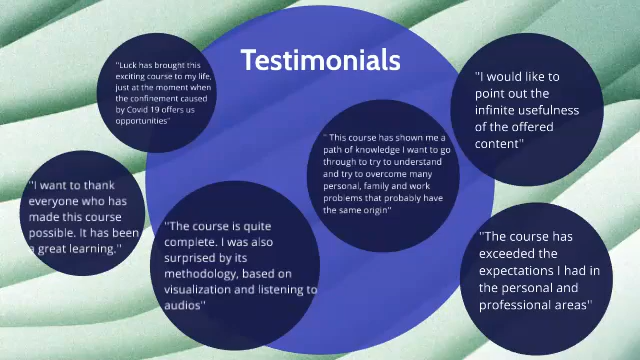 Testimonials
"Luck has brought this
exciting course to my life,
just at the moment when
the confinement caused
by Covid 19 offers us
opportunities"
"I would like to
point out the
infinite usefulness
of the offered
content"
" This course has shown me a
path of knowledge I want to go
through to try to understand
and try to overcome many
personal, family and work
problems that probably have
the same origin"
"I want to thank
everyone who has
made this course
possible. It has been
a great learning."
"The course is quite
complete. I was also
surprised by its
methodology, based on
visualization and listening to
audios"
"The course has
exceeded the
expectations I had in
the personal and
professional areas"